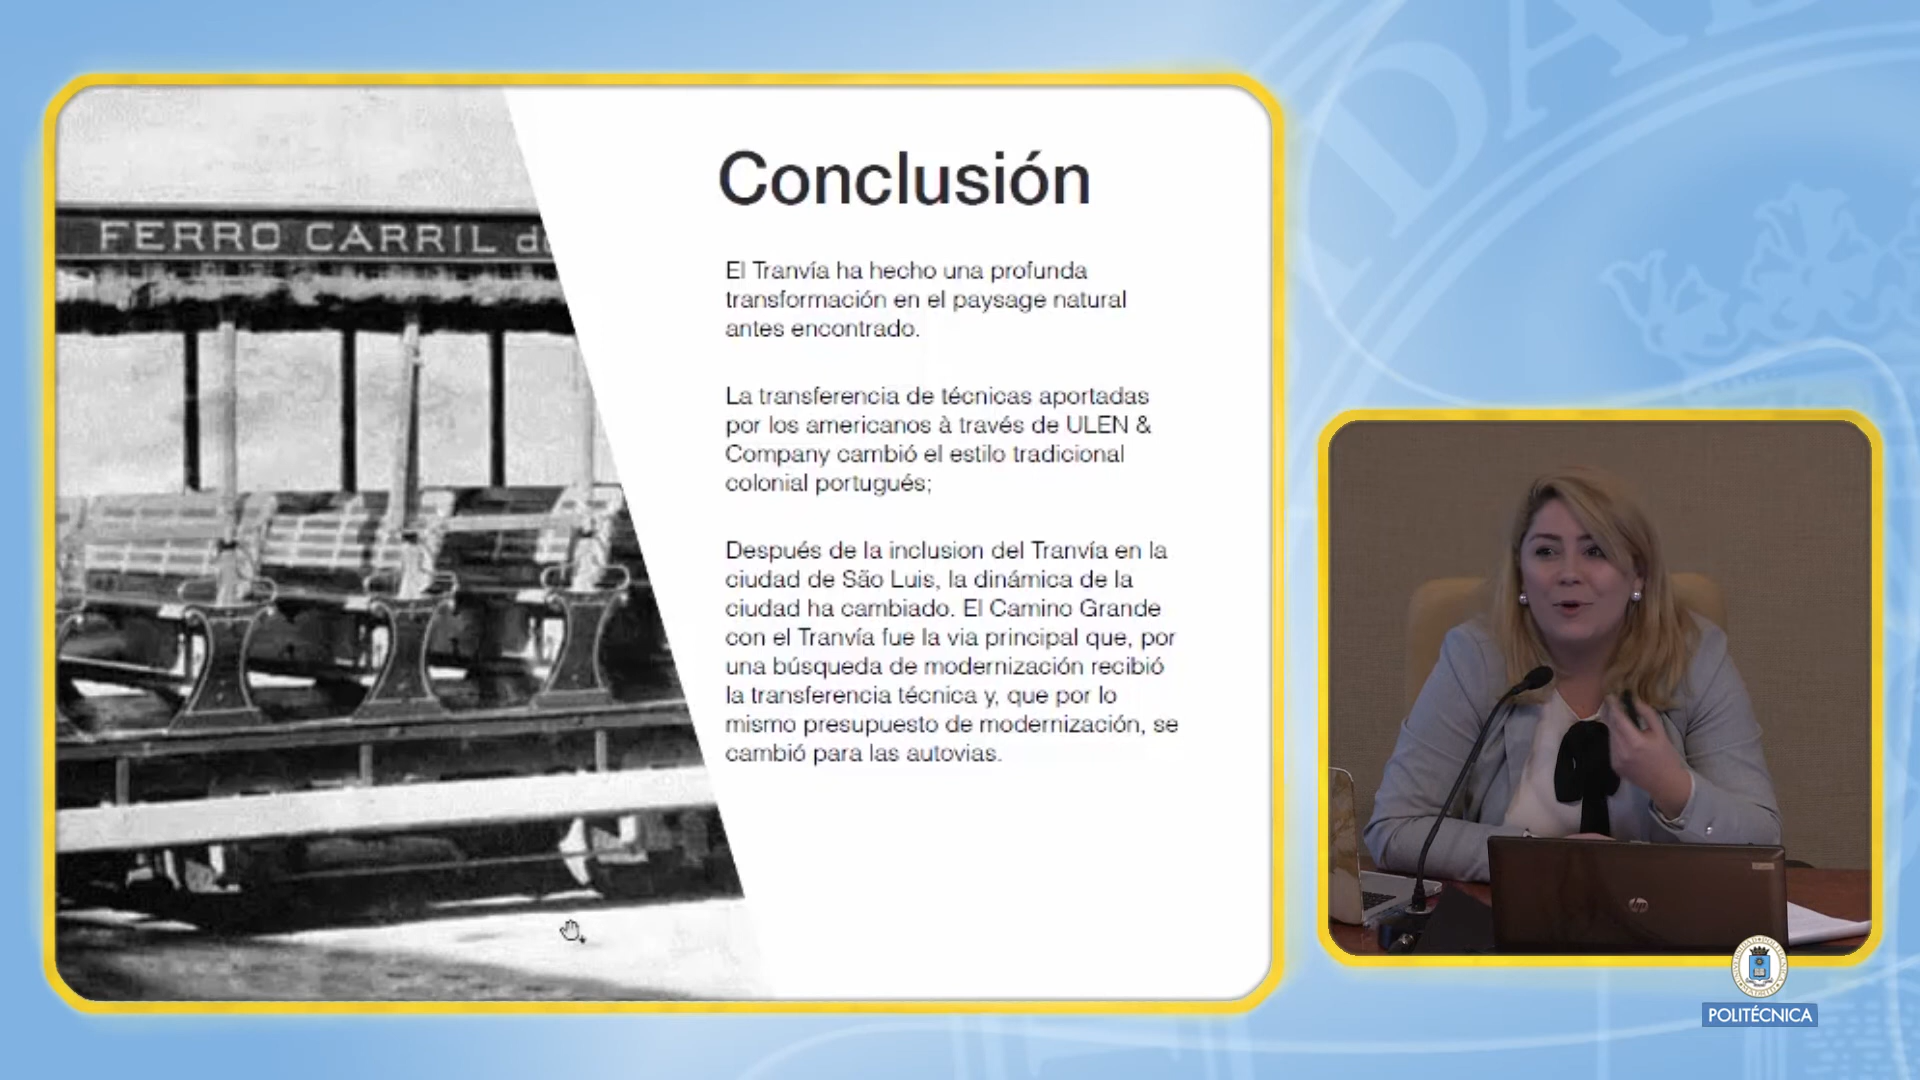 FERRO CARRIL
Conclusión
El Tranvía ha hecho una profunda
transformación en el paysage natural
antes encontrado.
La transferencia de técnicas aportadas
por los americanos à través de ULEN &
Company cambió el estilo tradicional
colonial portugués;
Después de la inclusion del Tranvía en la
ciudad de São Luis, la dinámica de la
ciudad ha cambiado. El Camino Grande
con el Tranvía fue la via principal que, por
una búsqueda de modernización recibió
la transferencia técnica y, que por lo
mismo presupuesto de modernización, se
cambió para las autovias.
hp
POLITÉCNICA